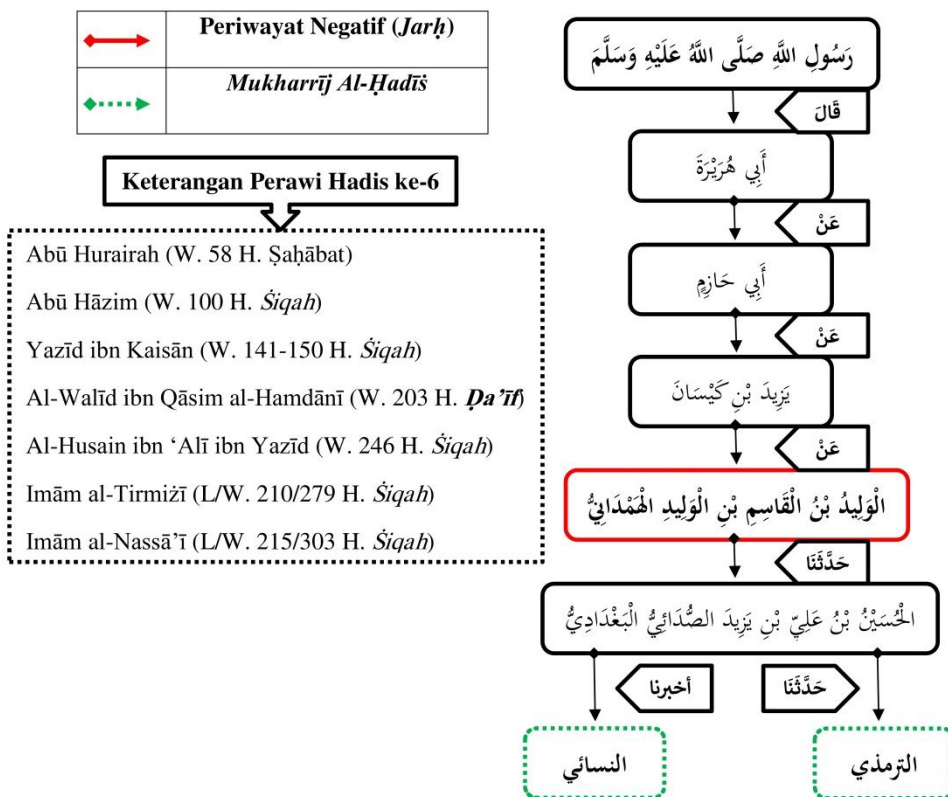 Periwayat Negatif (Jarḥ)
Mukharrij Al-Ḥadīṡ
Keterangan Perawi Hadis ke-6
Abū Hurairah (W. 58 H. Ṣaḥābat)
Abū Hāzim (W. 100 H. Ṡiqah)
Yazīd ibn Kaisān (W. 141-150 H. Ṡiqah)
Al-Walīd ibn Qāsim al-Hamdānī (W. 203 H. Ḍa’īf)
Al-Husain ibn ‘Alī ibn Yazīd (W. 246 H. Ṡiqah)
Imām al-Tirmiżī (L/W. 210/279 H. Ṡiqah)
Imām al-Nassā’ī (L/W. 215/303 H. Ṡiqah)
رَسُولِ اللَّهِ صَلَّى اللَّهُ عَلَيْهِ وَسَلَّمَ
قَالَ
أَبِي هُرَيْرَةَ
عَنْ
أَبِي حَازِمٍ
عَنْ
يَزِيدَ بْنِ كَيْسَانَ
عَنْ
الْوَلِيدُ بْنُ الْقَاسِمِ بْنِ الْوَلِيدِ الْهَمْدَانِيُّ
حَدَّثَنَا
الْحُسَيْنُ بْنُ عَلِيِّ بْنِ يَزِيدَ الصُّدَائِيُّ الْبَغْدَادِيُّ
حَدَّثَنَا
أخبرنا
الترمذي
النسائي